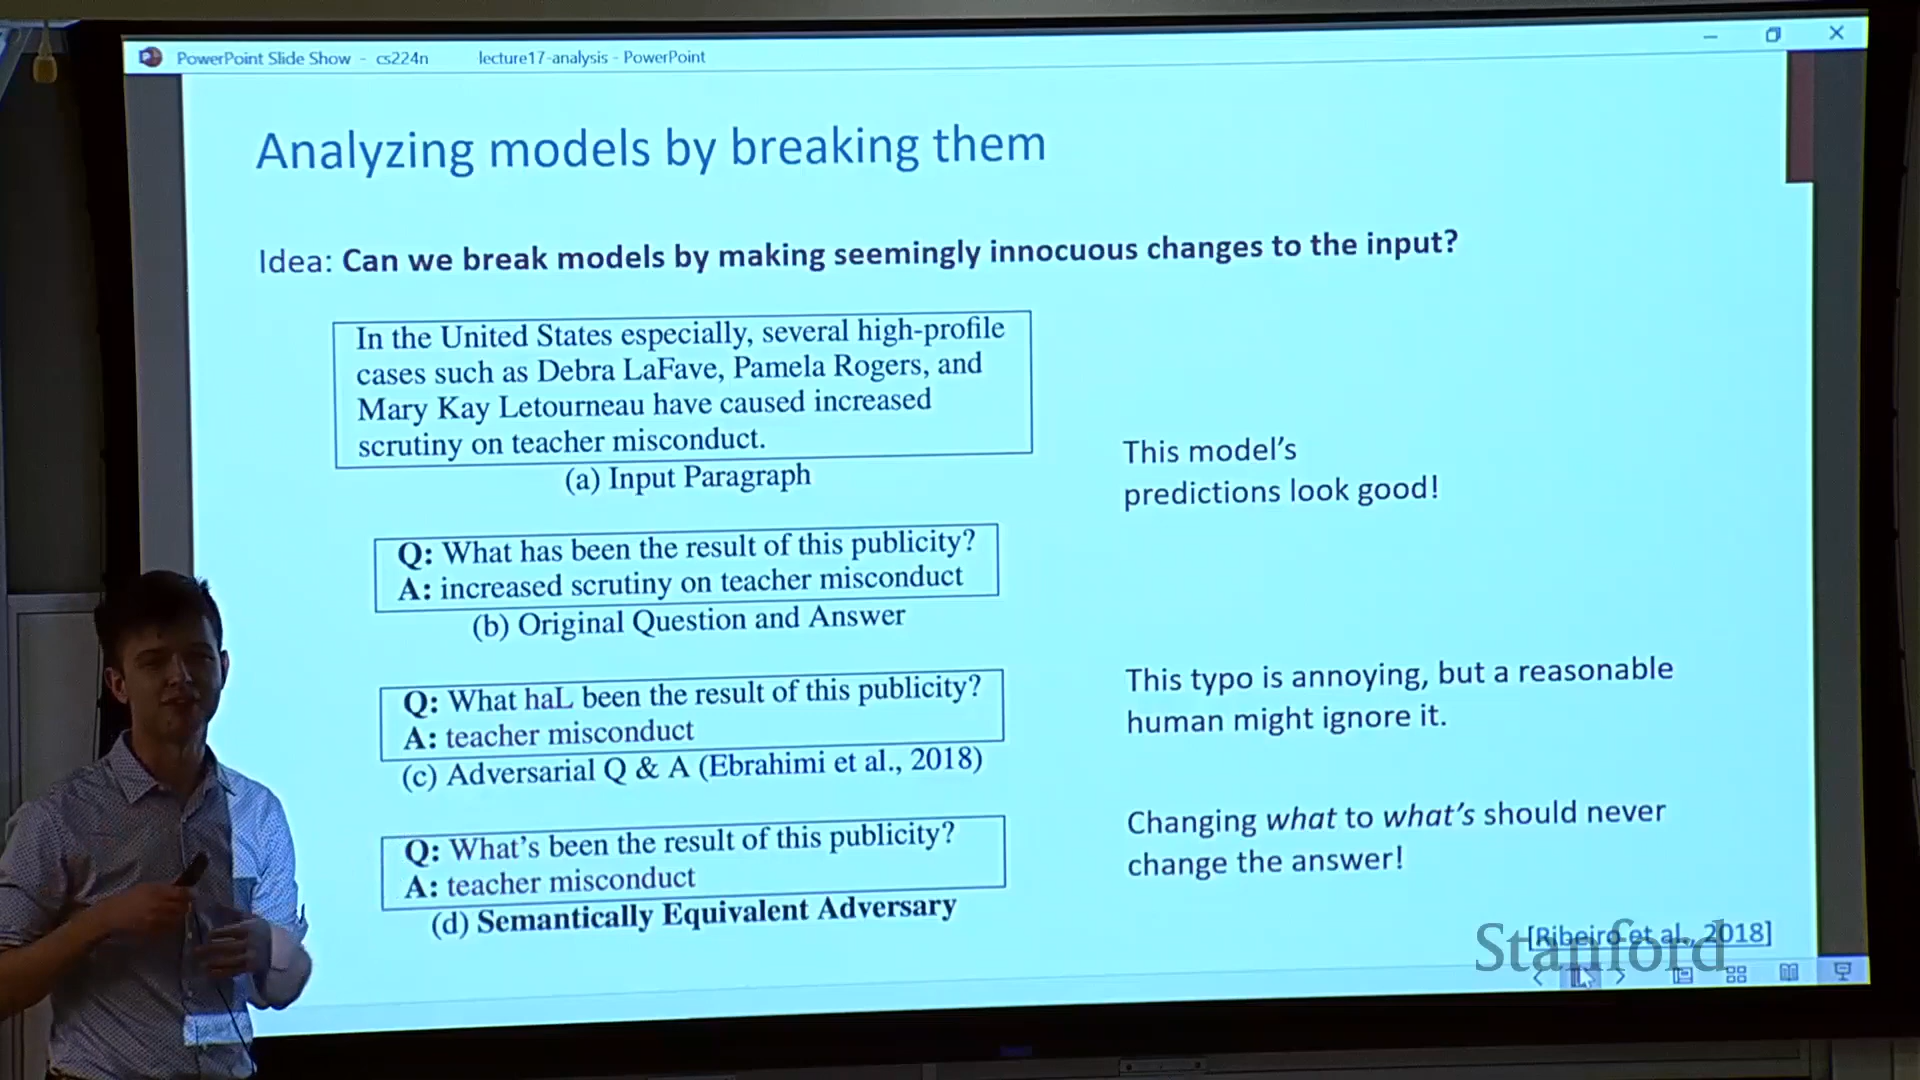 PowerPoint Slide Show - cs224n lecture17-analysis - PowerPoint
Analyzing models by breaking them
Idea: Can we break models by making seemingly innocuous changes to the input?
In the United States especially, several high-profile
cases such as Debra LaFave, Pamela Rogers, and
Mary Kay Letourneau have caused increased
scrutiny on teacher misconduct.
(a) Input Paragraph
This model's
predictions look good!
Q: What has been the result of this publicity?
A: increased scrutiny on teacher misconduct
(b) Original Question and Answer
Q: What haL been the result of this publicity?
A: teacher misconduct
(c) Adversarial Q & A (Ebrahimi et al., 2018)
This typo is annoying, but a reasonable
human might ignore it.
Q: What's been the result of this publicity?
A: teacher misconduct
(d) Semantically Equivalent Adversary
Changing what to what's should never
change the answer!
[Ribeiro et al., 2018]
Stanford